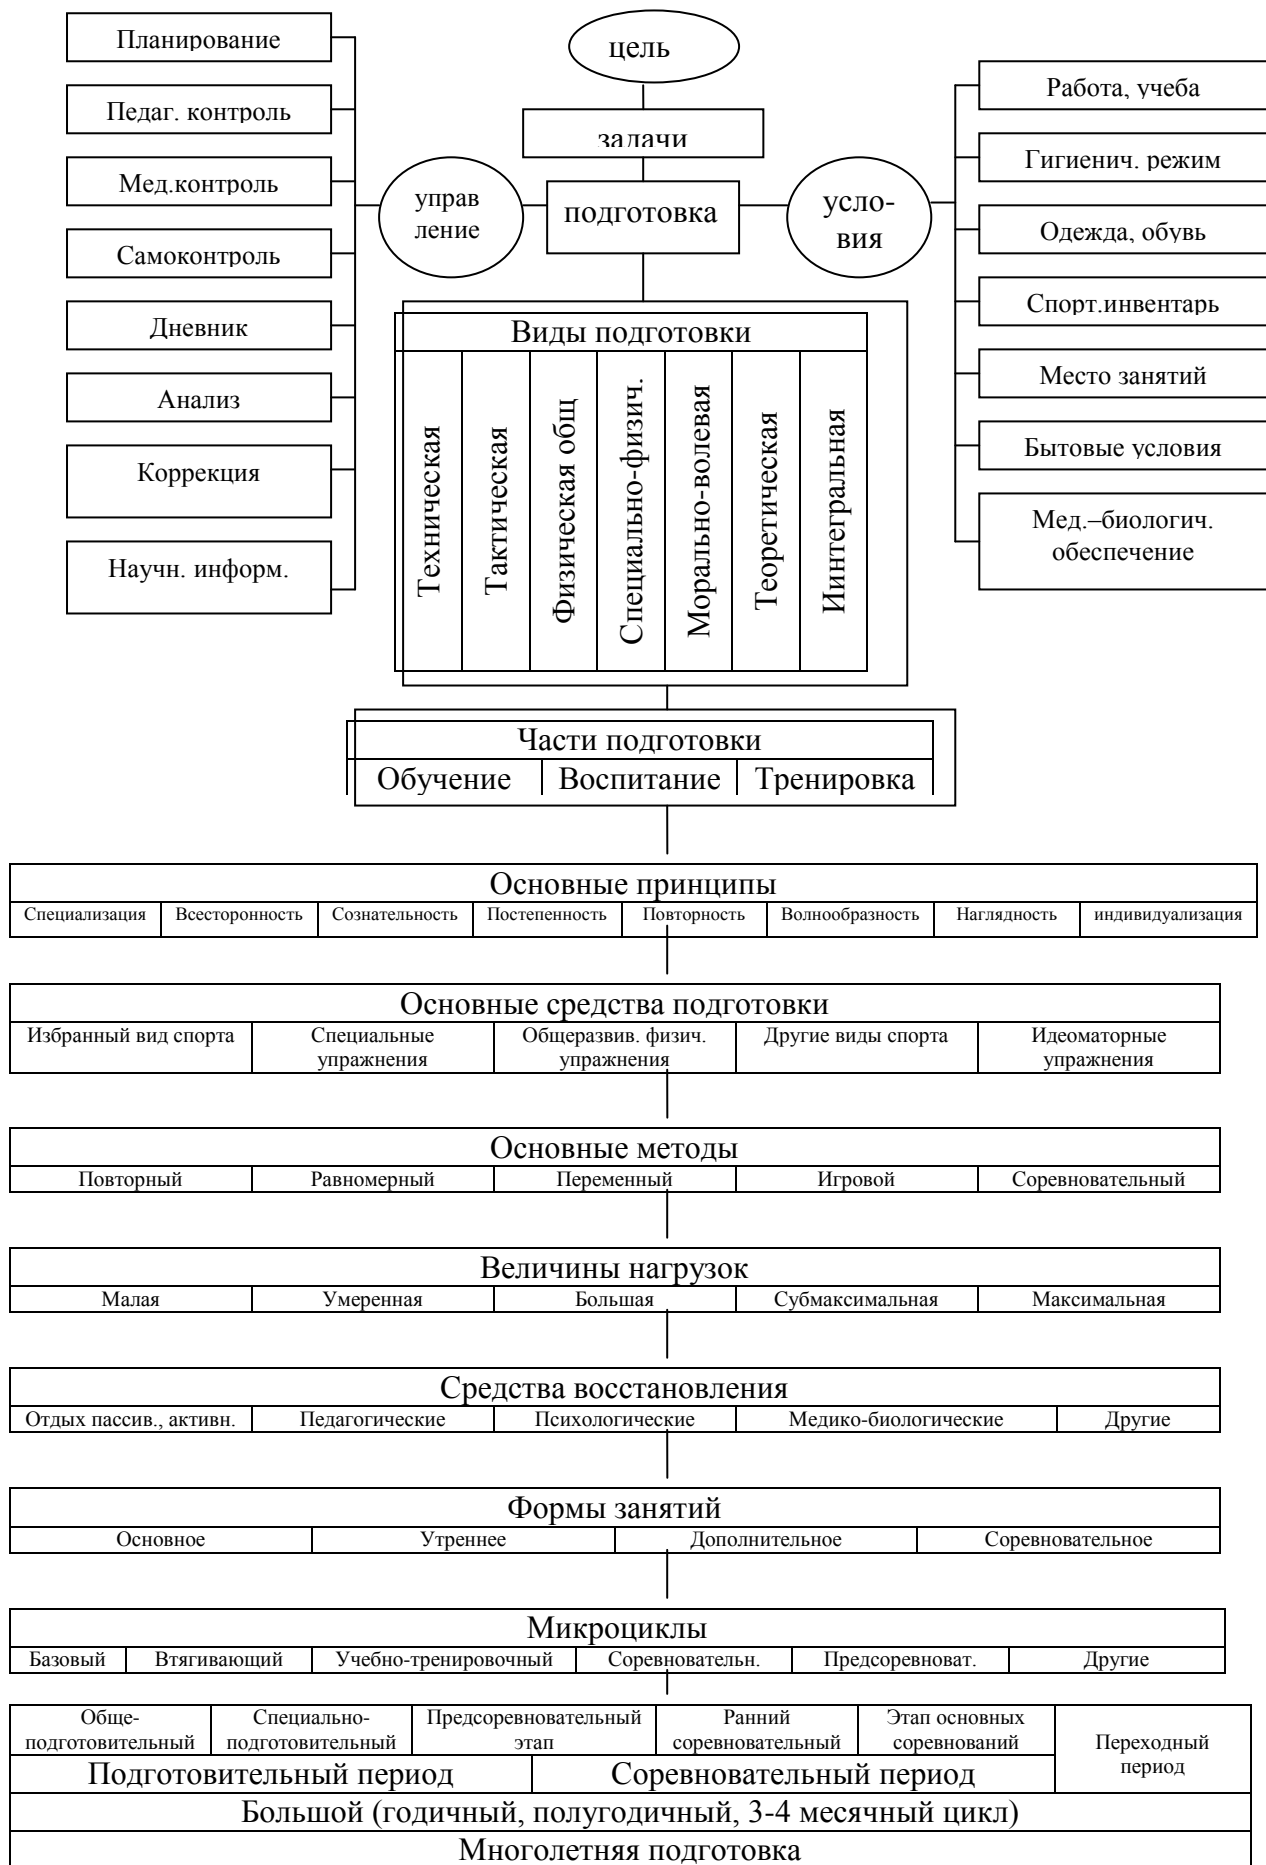 цель
задачи
подготовка
управ
ление
усло-
вия
Планирование
Педаг. контроль
Мед.контроль
Самоконтроль
Дневник
Анализ
Коррекция
Научн. информ.
Работа, учеба
Гигиенич. режим
Одежда, обувь
Спорт.инвентарь
Место занятий
Бытовые условия
Мед.–биологич.
обеспечение
Виды подготовки
Техническая
Тактическая
Физическая общ
Специально-физич.
Морально-волевая
Теоретическая
Иинтегральная
Части подготовки
Обучение Воспитание Тренировка
Основные принципы
Специализация Всесторонность Сознательность Постепенность Повторность Волнообразность Наглядность индивидуализация
Основные средства подготовки
Избранный вид спорта
Специальные
упражнения
Общеразвив. физич.
упражнения
Другие виды спорта
Идеоматорные
упражнения
Основные методы
Повторный Равномерный Переменный Игровой Соревновательный
Величины нагрузок
Малая Умеренная Большая Субмаксимальная Максимальная
Средства восстановления
Отдых пассив., активн. Педагогические Психологические Медико-биологические Другие
Формы занятий
Основное Утреннее Дополнительное Соревновательное
Микроциклы
Базовый Втягивающий Учебно-тренировочный Соревновательн. Предсоревноват. Другие
Обще-
подготовительный
Специально-
подготовительный
Предсоревновательный
этап
Ранний
соревновательный
Этап основных
соревнований
Переходный
период
Подготовительный период Соревновательный период
Большой (годичный, полугодичный, 3-4 месячный цикл)
Многолетняя подготовка